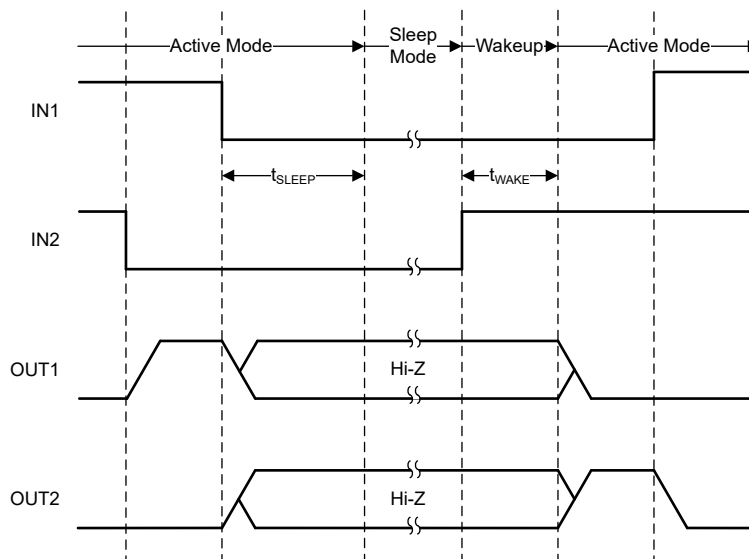 Active Mode
Sleep
Mode
Wakeup
Active Mode
IN1
tSLEEP
tWAKE
IN2
OUT1
Hi-Z
OUT2
Hi-Z